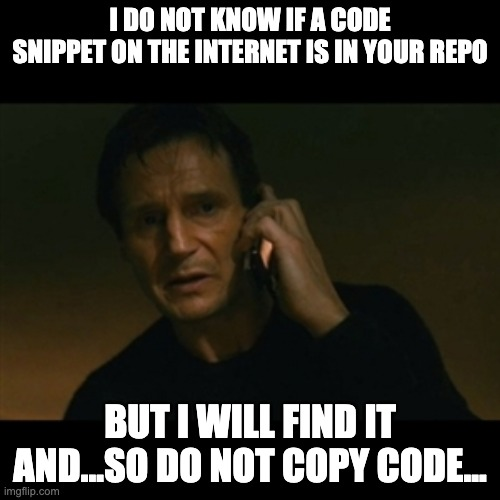 I DO NOT KNOW IF A CODE
SNIPPET ON THE INTERNET IS IN YOUR REPO
BUT I WILL FIND IT
AND...SO DO NOT COPY CODE...
imgflip.com